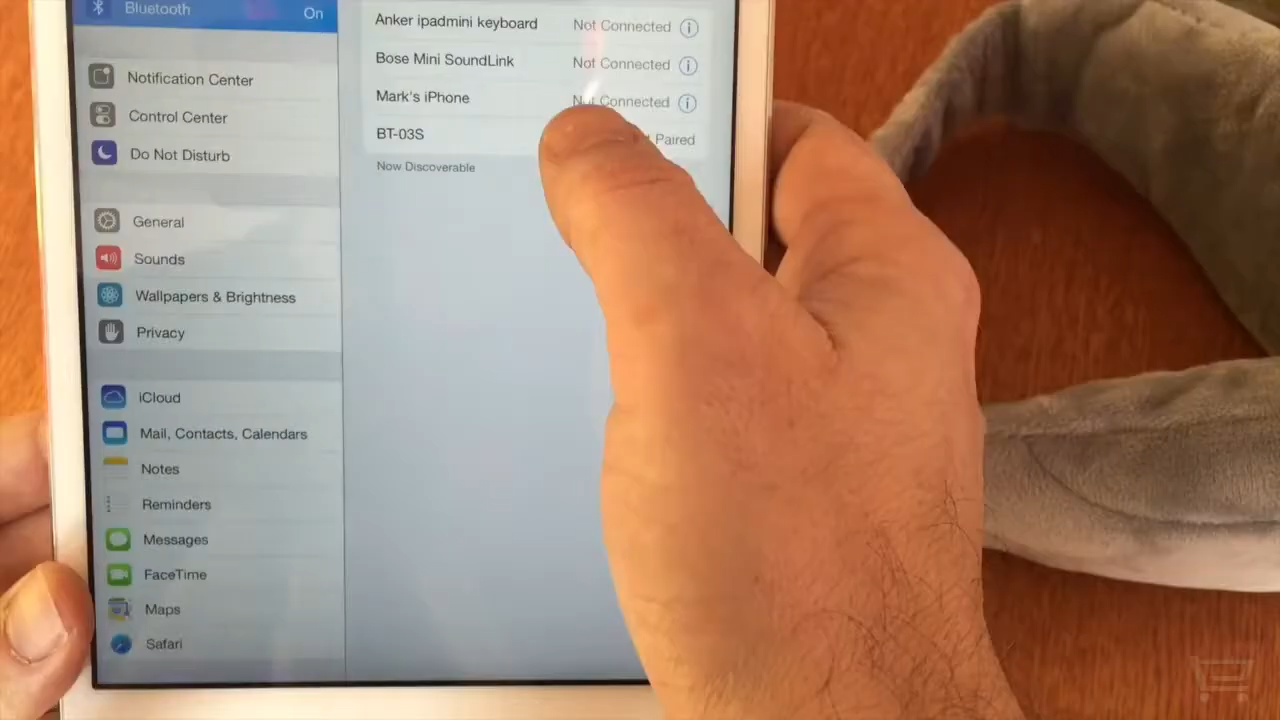 Bluetooth On
Notification Center
Control Center
Do Not Disturb
General
Sounds
Wallpapers & Brightness
Privacy
iCloud
Mail, Contacts, Calendars
Notes
Reminders
Messages
FaceTime
Maps
Safari
Anker ipadmini keyboard Not Connected
Bose Mini SoundLink Not Connected
Mark's iPhone Not Connected
BT-03S Paired
Now Discoverable